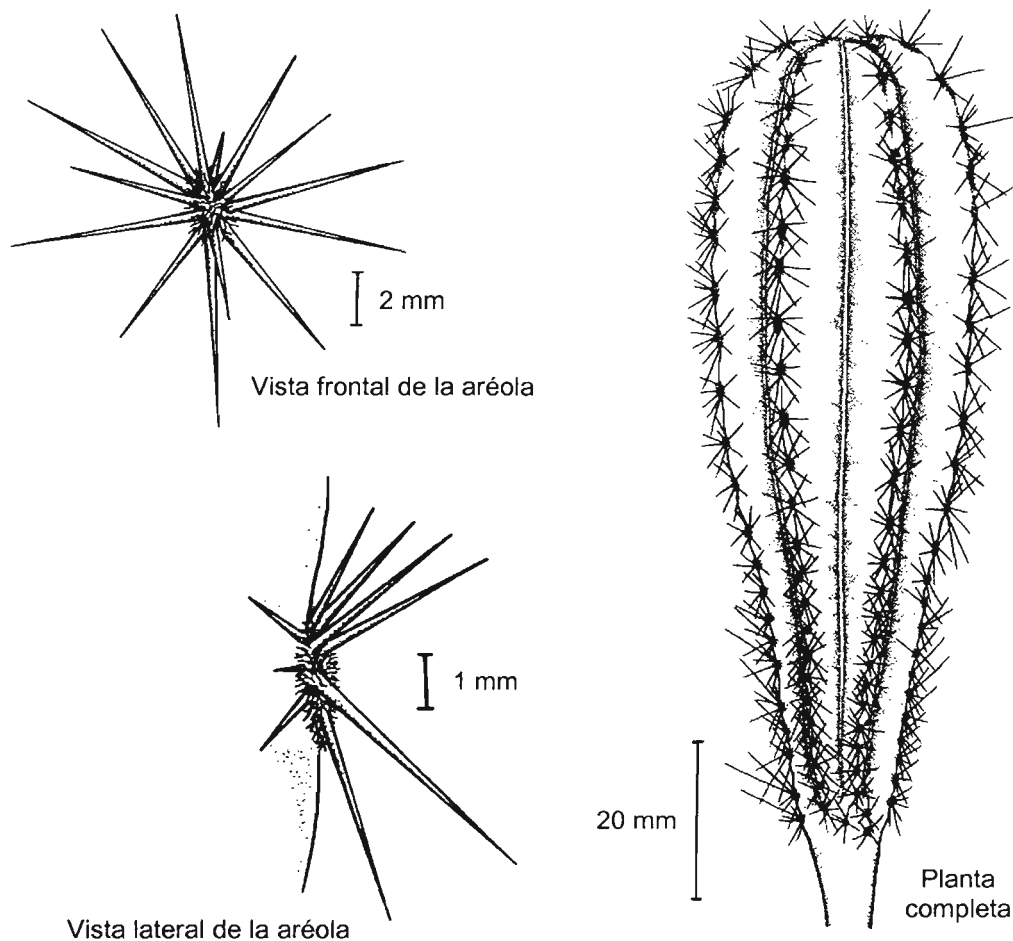 2 mm
Vista frontal de la aréola
1 mm
Vista lateral de la aréola
20 mm
Planta
completa